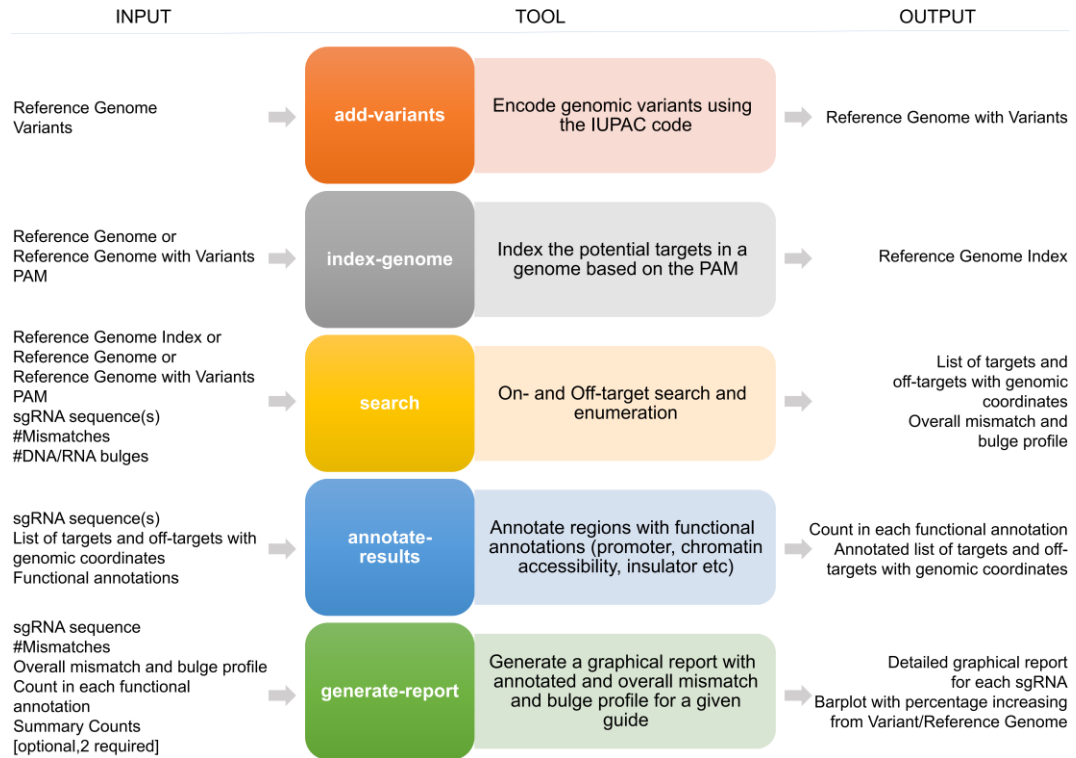 INPUT
TOOL
OUTPUT
Reference Genome
Variants
add-variants
Encode genomic variants using
the IUPAC code
Reference Genome with Variants
Reference Genome or
Reference Genome with Variants
PAM
index-genome
Index the potential targets in a
genome based on the PAM
Reference Genome Index
Reference Genome Index or
Reference Genome or
Reference Genome with Variants
PAM
sgRNA sequence(s)
#Mismatches
#DNA/RNA bulges
search
On- and Off-target search and
enumeration
List of targets and
off-targets with genomic
coordinates
Overall mismatch and
bulge profile
sgRNA sequence(s)
List of targets and off-targets with
genomic coordinates
Functional annotations
annotate-
results
Annotate regions with functional
annotations (promoter, chromatin
accessibility, insulator etc)
Count in each functional annotation
Annotated list of targets and off-
targets with genomic coordinates
sgRNA sequence
#Mismatches
Overall mismatch and bulge profile
Count in each functional
annotation
Summary Counts
[optional,2 required]
generate-report
Generate a graphical report with
annotated and overall mismatch
and bulge profile for a given
guide
Detailed graphical report
for each sgRNA
Barplot with percentage increasing
from Variant/Reference Genome